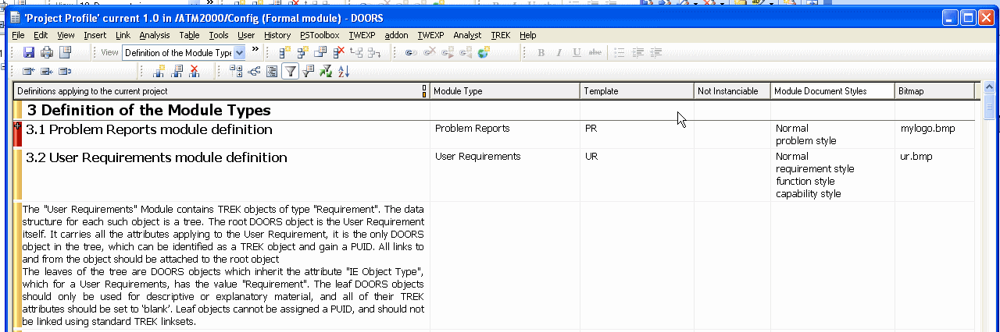 'Project Profile' current 1.0 in /ATM2000/Config (Formal module) - DOORS
File Edit View Insert Link Analysis Table Tools User History PSToolbox TWEXP addon TWEXP Analyst TREK Help
View Definition of the Module Type » » B I U abc
A Z
Definitions applying to the current project Module Type Template Not Instanciable Module Document Styles Bitmap
3 Definition of the Module Types
3.1 Problem Reports module definition Problem Reports PR Normal mylogo.bmp
problem style
3.2 User Requirements module definition User Requirements UR Normal ur.bmp
requirement style
function style
capability style
The "User Requirements" Module contains TREK objects of type "Requirement". The data
structure for each such object is a tree. The root DOORS object is the User Requirement
itself. It carries all the attributes applying to the User Requirement, it is the only DOORS
object in the tree, which can be identified as a TREK object and gain a PUID. All links to
and from the object should be attached to the root object
The leaves of the tree are DOORS objects which inherit the attribute "IE Object Type",
which for a User Requirements, has the value "Requirement". The leaf DOORS objects
should only be used for descriptive or explanatory material, and all of their TREK
attributes should be set to 'blank'. Leaf objects cannot be assigned a PUID, and should not
be linked using standard TREK linksets.